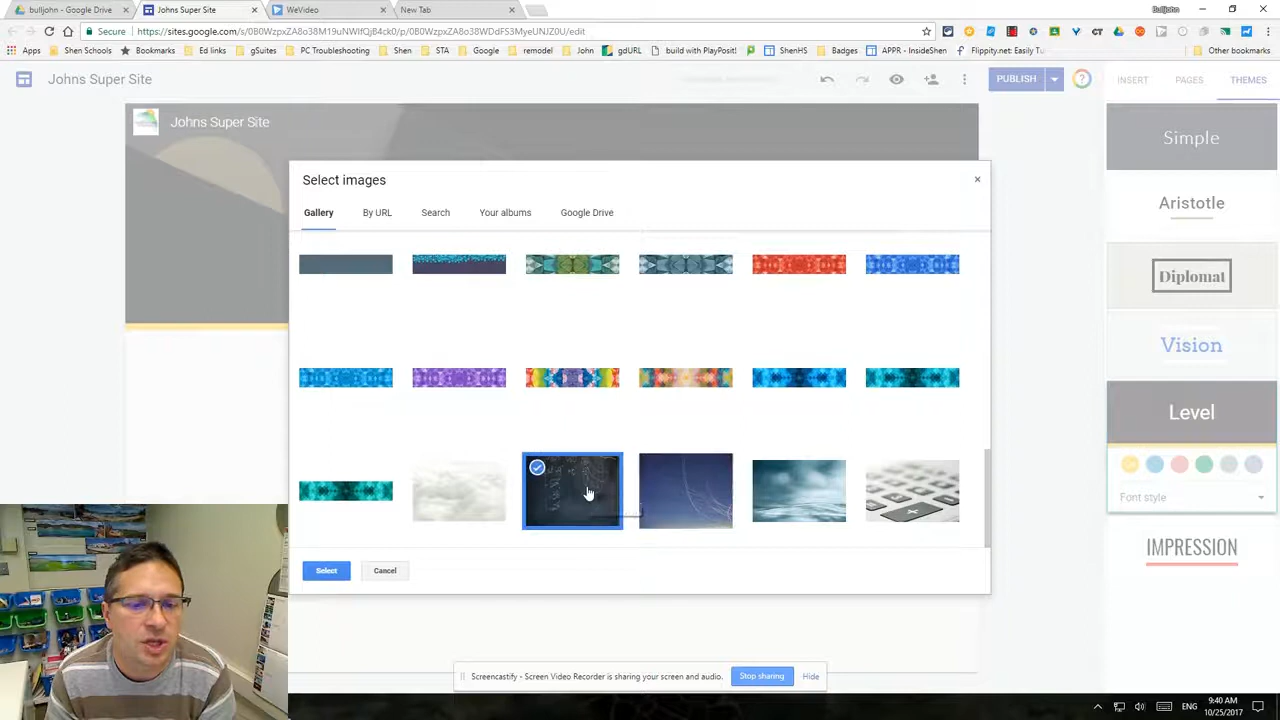 bulljohn - Google Drive
Johns Super Site
WeVideo
New Tab
Bulljohn
Secure
https://sites.google.com/s/0B0WzpxZA8o38M19uNWlfQjB4ck0/p/0B0WzpxZA8o38WDdFS3MyeUNJZ0U/edit
Apps
Shen Schools
Bookmarks
Ed links
gSuites
PC Troubleshooting
Shen
STA
Google
remodel
John
gdURL
build with PlayPosit!
ShenHS
Badges
APPR - InsideShen
Flippity.net: Easily Tu
Other bookmarks
Johns Super Site
PUBLISH
INSERT
PAGES
THEMES
Johns Super Site
Simple
Select images
Gallery
By URL
Search
Your albums
Google Drive
Aristotle
Diplomat
Vision
Level
Font style
IMPRESSION
Select
Cancel
Screencastify - Screen Video Recorder is sharing your screen and audio.
Stop sharing
Hide
ENG
9:40 AM
10/25/2017